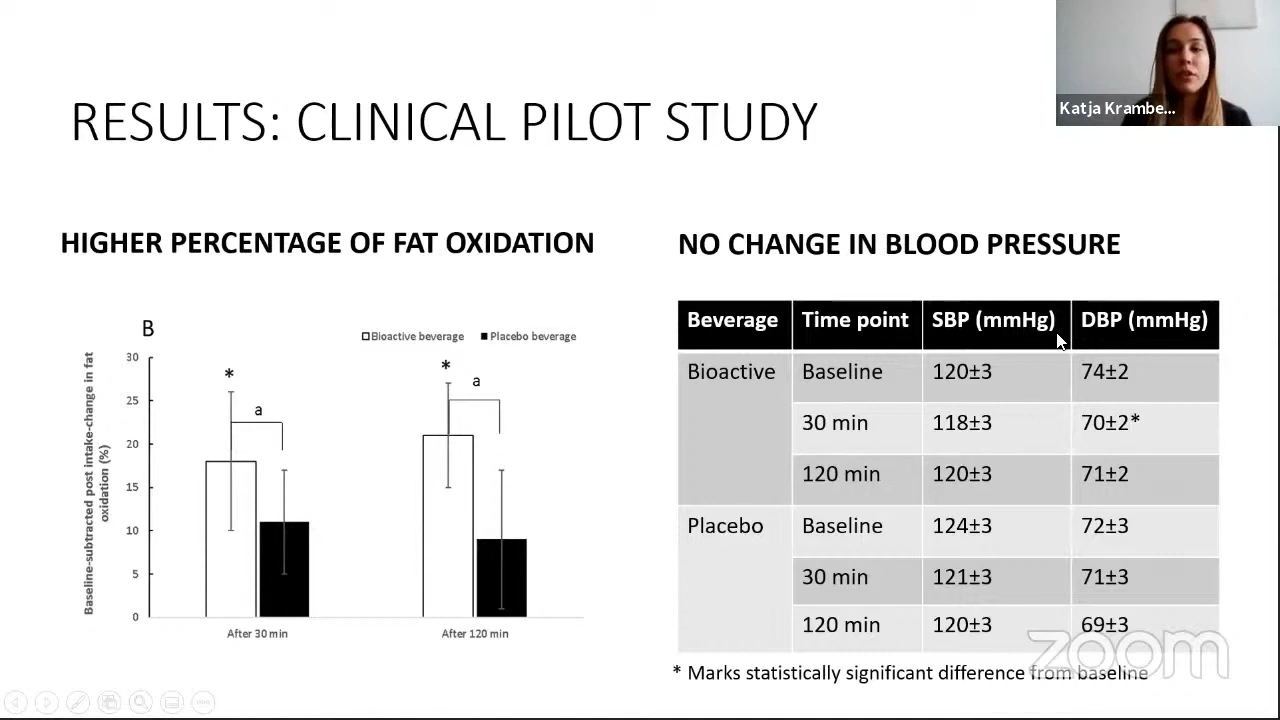 Katja Krambe...
RESULTS: CLINICAL PILOT STUDY
HIGHER PERCENTAGE OF FAT OXIDATION
B
Bioactive beverage Placebo beverage
Baseline-subtracted post intake-change in fat
oxidation (%)
30
25
20
15
10
5
0
*
a
*
a
After 30 min After 120 min
NO CHANGE IN BLOOD PRESSURE
Beverage Time point SBP (mmHg) DBP (mmHg)
Bioactive Baseline 120±3 74±2
30 min 118±3 70±2*
120 min 120±3 71±2
Placebo Baseline 124±3 72±3
30 min 121±3 71±3
120 min 120±3 69±3
* Marks statistically significant difference from baseline
zoom